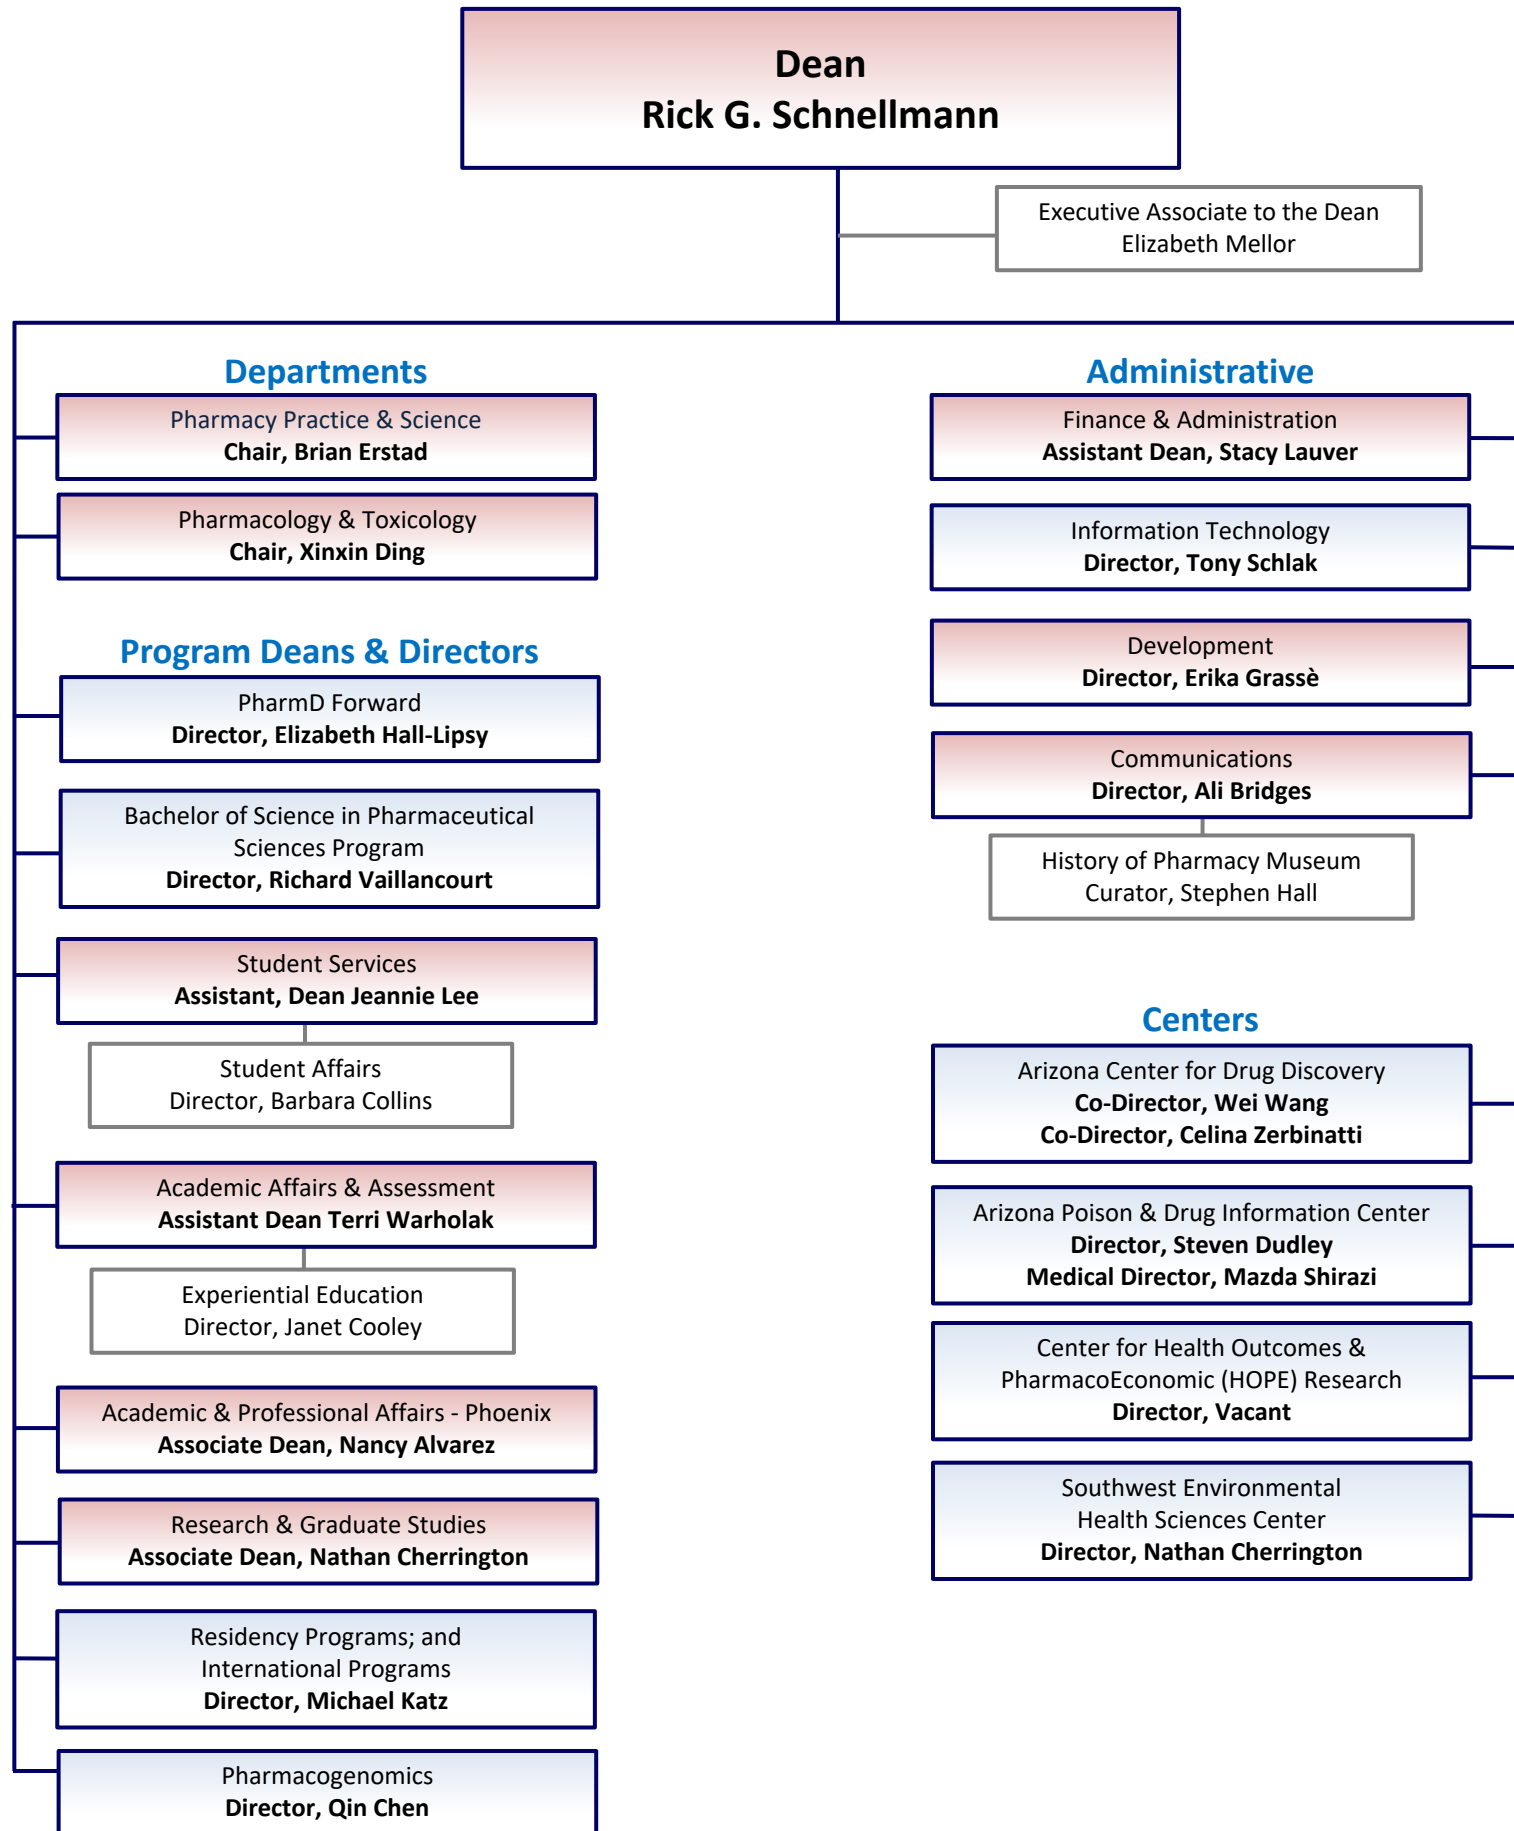 Dean
Rick G. Schnellmann
Executive Associate to the Dean
Elizabeth Mellor
Departments
Pharmacy Practice & Science
Chair, Brian Erstad
Pharmacology & Toxicology
Chair, Xinxin Ding
Program Deans & Directors
PharmD Forward
Director, Elizabeth Hall-Lipsy
Bachelor of Science in Pharmaceutical
Sciences Program
Director, Richard Vaillancourt
Student Services
Assistant, Dean Jeannie Lee
Student Affairs
Director, Barbara Collins
Academic Affairs & Assessment
Assistant Dean Terri Warholak
Experiential Education
Director, Janet Cooley
Academic & Professional Affairs - Phoenix
Associate Dean, Nancy Alvarez
Research & Graduate Studies
Associate Dean, Nathan Cherrington
Residency Programs; and
International Programs
Director, Michael Katz
Pharmacogenomics
Director, Qin Chen
Administrative
Finance & Administration
Assistant Dean, Stacy Lauver
Information Technology
Director, Tony Schlak
Development
Director, Erika Grassè
Communications
Director, Ali Bridges
History of Pharmacy Museum
Curator, Stephen Hall
Centers
Arizona Center for Drug Discovery
Co-Director, Wei Wang
Co-Director, Celina Zerbinatti
Arizona Poison & Drug Information Center
Director, Steven Dudley
Medical Director, Mazda Shirazi
Center for Health Outcomes &
PharmacoEconomic (HOPE) Research
Director, Vacant
Southwest Environmental
Health Sciences Center
Director, Nathan Cherrington